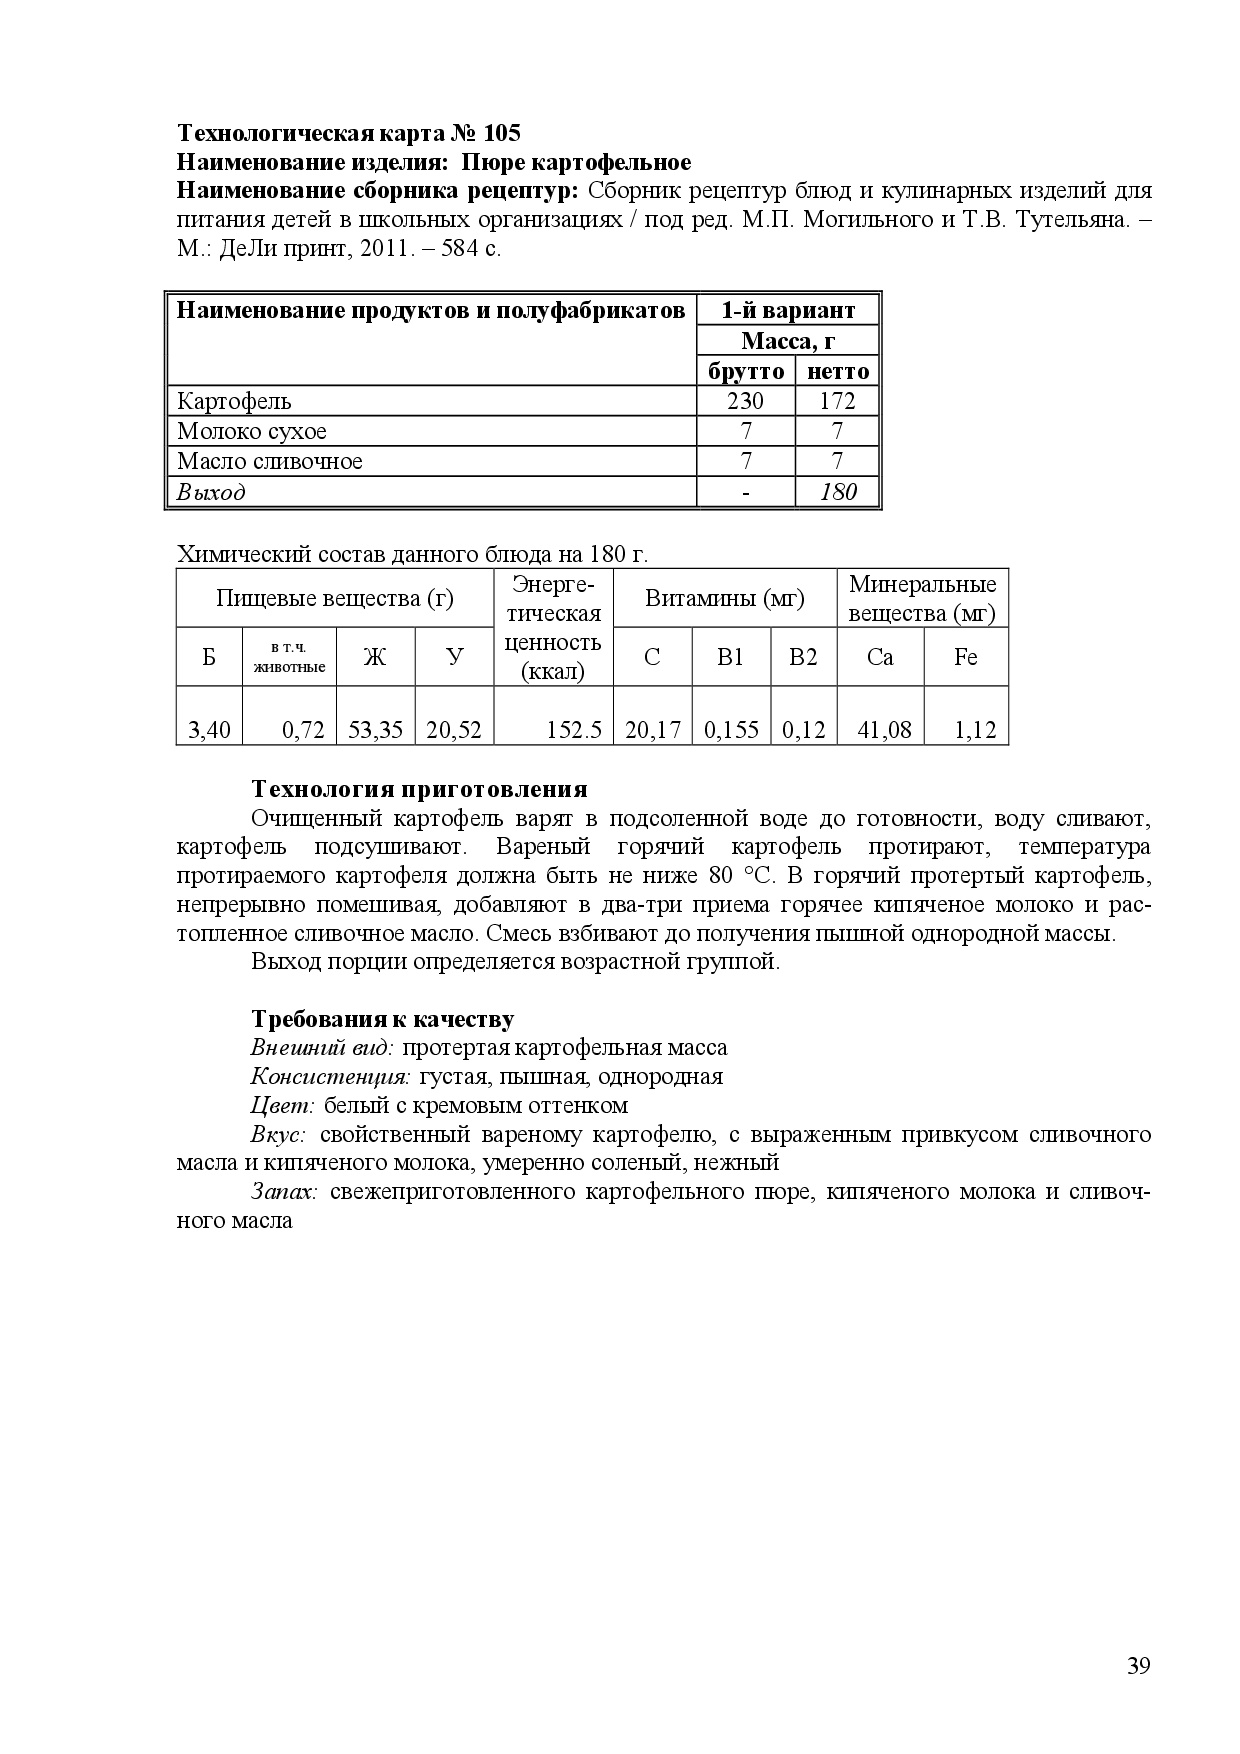 Технологическая карта № 105
Наименование изделия: Пюре картофельное
Наименование сборника рецептур: Сборник рецептур блюд и кулинарных изделий для
питания детей в школьных организациях / под ред. М.П. Могильного и Т.В. Тутельяна. –
М.: ДеЛи принт, 2011. – 584 с.
Наименование продуктов и полуфабрикатов 1-й вариант
Масса, г
брутто нетто
Картофель 230 172
Молоко сухое 7 7
Масло сливочное 7 7
Выход - 180
Химический состав данного блюда на 180 г.
Пищевые вещества (г) Энерге-
тическая
ценность
(ккал) Витамины (мг) Минеральные
вещества (мг)
Б в т.ч.
животные Ж У С В1 В2 Ca Fe
3,40 0,72 53,35 20,52 152.5 20,17 0,155 0,12 41,08 1,12
Технология приготовления
Очищенный картофель варят в подсоленной воде до готовности, воду сливают,
картофель подсушивают. Вареный горячий картофель протирают, температура
протираемого картофеля должна быть не ниже 80 °С. В горячий протертый картофель,
непрерывно помешивая, добавляют в два-три приема горячее кипяченое молоко и рас-
топленное сливочное масло. Смесь взбивают до получения пышной однородной массы.
Выход порции определяется возрастной группой.
Требования к качеству
Внешний вид: протертая картофельная масса
Консистенция: густая, пышная, однородная
Цвет: белый с кремовым оттенком
Вкус: свойственный вареному картофелю, с выраженным привкусом сливочного
масла и кипяченого молока, умеренно соленый, нежный
Запах: свежеприготовленного картофельного пюре, кипяченого молока и сливоч-
ного масла
39